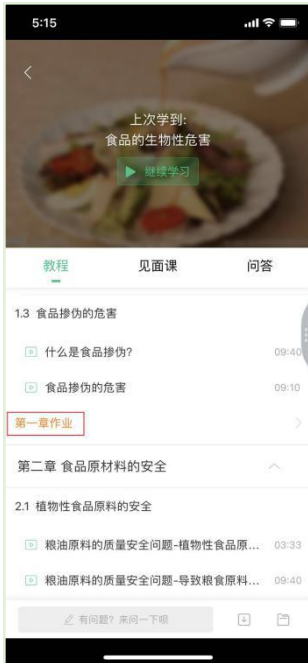 5:15
上次学到:
食品的生物性危害
继续学习
教程 见面课 问答
1.3 食品掺伪的危害
什么是食品掺伪? 09:40
食品掺伪的危害 09:10
第一章作业
第二章 食品原材料的安全
2.1 植物性食品原料的安全
粮油原料的质量安全问题-植物性食品原... 03:33
粮油原料的质量安全问题-导致粮食原料... 09:40
有问题? 来问一下呗